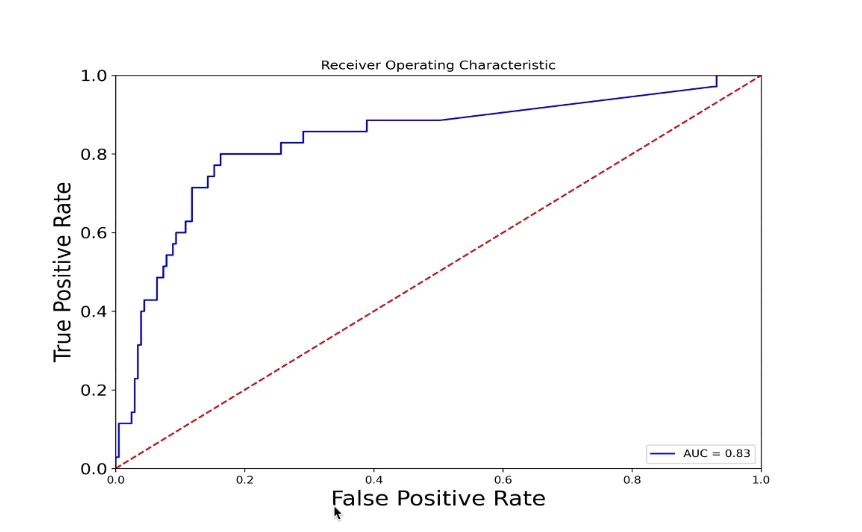 Receiver Operating Characteristic
1.0
0.8
0.6
0.4
0.2
0.0
True Positive Rate
AUC = 0.83
0.0 0.2 0.4 0.6 0.8 1.0
False Positive Rate